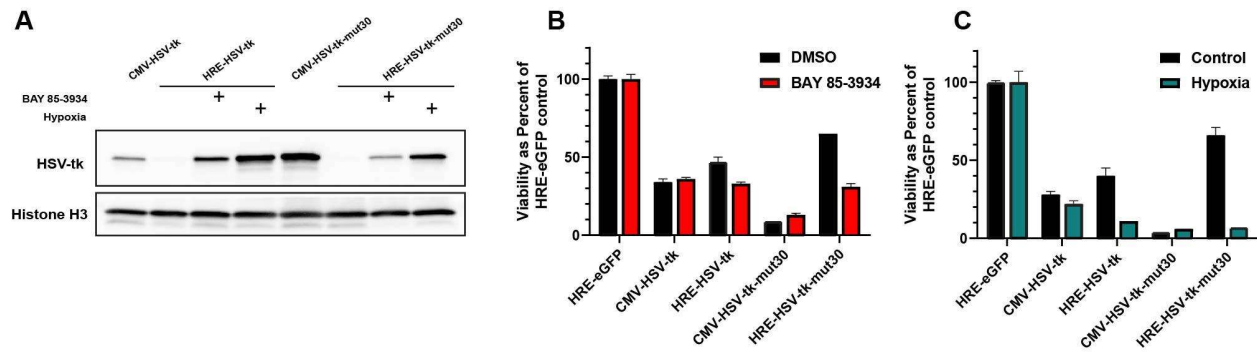 A
CMV-HSV-tk
HRE-HSV-tk
CMV-HSV-tk-mut30
HRE-HSV-tk-mut30
BAY 85-3934
+
+
Hypoxia
+
+
HSV-tk
Histone H3
B
Viability as Percent of
HRE-eGFP control
100
50
0
DMSO
BAY 85-3934
HRE-eGFP
CMV-HSV-tk
HRE-HSV-tk
CMV-HSV-tk-mut30
HRE-HSV-tk-mut30
C
Viability as Percent of
HRE-eGFP control
100
50
0
Control
Hypoxia
HRE-eGFP
CMV-HSV-tk
HRE-HSV-tk
CMV-HSV-tk-mut30
HRE-HSV-tk-mut30